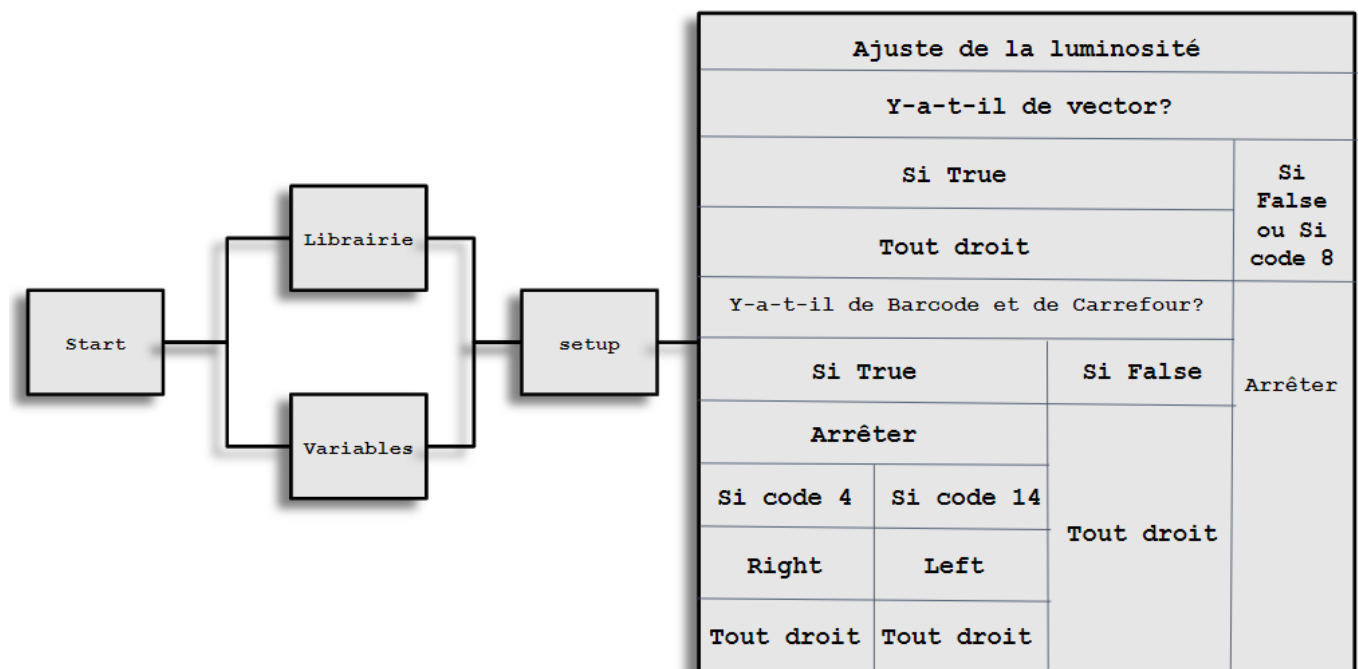 Start
Librairie
Variables
setup
Ajuste de la luminosité
Y-a-t-il de vector?
Si True
Si
False
ou Si
code 8
Tout droit
Y-a-t-il de Barcode et de Carrefour?
Si True
Si False
Arrêter
Arrêter
Si code 4
Si code 14
Tout droit
Right
Left
Tout droit
Tout droit